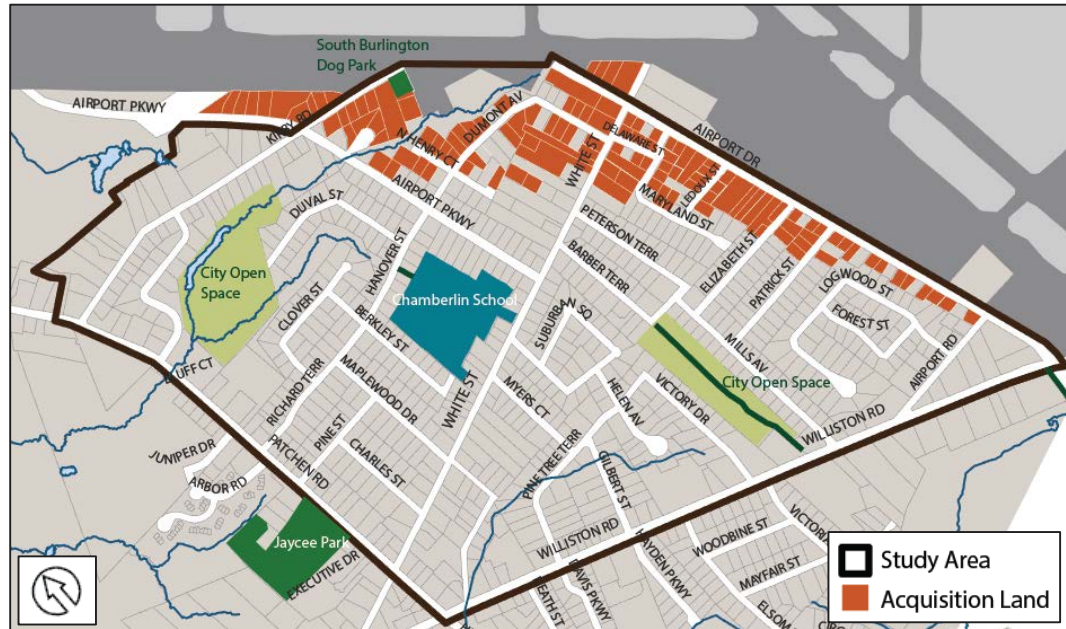 South Burlington
Dog Park
AIRPORT PKWY
KIRBY RD
N HENRY CT
DUMONT AV
WHITE ST
DELAWARE ST
AIRPORT DR
LEDOUX ST
MARYLAND ST
AIRPORT PKWY
DUVAL ST
HANOVER ST
PETERSON TERR
BARBER TERR
ELIZABETH ST
PATRICK ST
LOGWOOD ST
FOREST ST
AIRPORT RD
City Open
Space
Chamberlin School
CLOVER ST
BERKLEY ST
SUBURBAN SQ
MILLS AV
City Open Space
BLUFF CT
RICHARD TERR
MAPLEWOOD DR
WHITE ST
MYERS CT
HELEN AV
VICTORY DR
WILLISTON RD
JUNIPER DR
PINE ST
PATCHEN RD
CHARLES ST
PINE TREE TERR
GILBERT ST
ARBOR RD
Jaycee Park
EXECUTIVE DR
WILLISTON RD
HAYDEN PKWY
WOODBINE ST
MAYFAIR ST
DAVIS PKWY
HEATH ST
Study Area
Acquisition Land